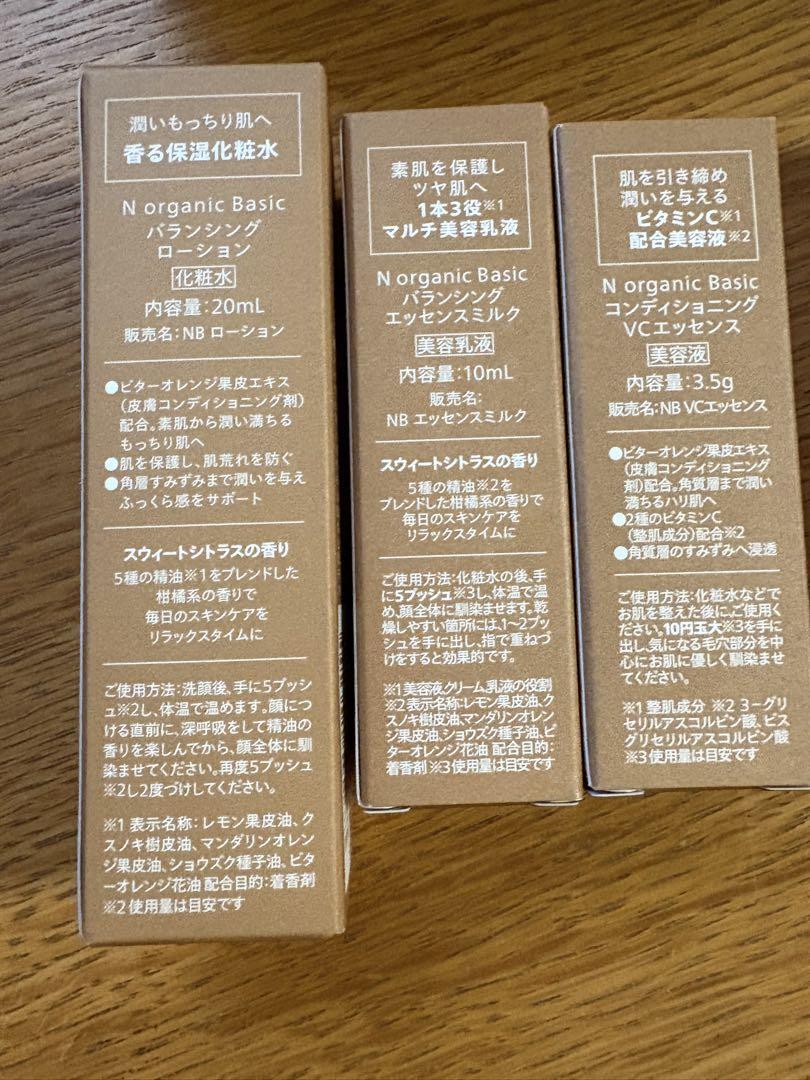 潤いもっちり肌へ
香る保湿化粧水
N organic Basic
バランシング
ローション
化粧水
内容量:20mL
販売名:NB ローション
●ビターオレンジ果皮エキス
(皮膚コンディショニング剤)
配合。素肌から潤い満ちる
もっちり肌へ
●肌を保護し、肌荒れを防ぐ
●角層すみずみまで潤いを与え
ふっくら感をサポート
スウィートシトラスの香り
5種の精油※1をブレンドした
柑橘系の香りで
毎日のスキンケアを
リラックスタイムに
ご使用方法:洗顔後、手に5プッシ
ュ※2し、体温で温めます。顔につ
ける直前に、深呼吸をして精油の
香りを楽しんでから、顔全体に馴
染ませてください。再度5プッシュ
※2し2度づけしてください。
※1 表示名称:レモン果皮油、ク
スノキ樹皮油、マンダリンオレン
ジ果皮油、ショウズク種子油、ビタ
ーオレンジ花油 配合目的:着香剤
※2 使用量は目安です
素肌を保護し
ツヤ肌へ
1本3役※1
マルチ美容乳液
N organic Basic
バランシング
エッセンスミルク
美容乳液
内容量:10mL
販売名:
NB エッセンスミルク
スウィートシトラスの香り
5種の精油※2を
ブレンドした柑橘系の香りで
毎日のスキンケアを
リラックスタイムに
ご使用方法:化粧水の後、手
に5プッシュ※3し、体温で温
め、顔全体に馴染ませます。乾
燥しやすい箇所には、1~2プッ
シュを手に出し、指で重ねづ
けをすると効果的です。
※1 美容液、クリーム、乳液の役割
※2 表示名称:レモン果皮油、ク
スノキ樹皮油、マンダリンオレン
ジ果皮油、ショウズク種子油、ビ
ターオレンジ花油 配合目的:
着香剤 ※3 使用量は目安です
肌を引き締め
潤いを与える
ビタミンC※1
配合美容液※2
N organic Basic
コンディショニング
VCエッセンス
美容液
内容量:3.5g
販売名:NB VCエッセンス
●ビターオレンジ果皮エキス
(皮膚コンディショニング
剤)配合。角質層まで潤い
満ちるハリ肌へ
●2種のビタミンC
(整肌成分)配合※2
●角質層のすみずみへ浸透
ご使用方法:化粧水などで
お肌を整えた後に、ご使用く
ださい。10円玉大※3を手に
出し、気になる毛穴部分を中
心にお肌に優しく馴染ませ
てください。
※1 整肌成分 ※2 3-グリ
セリルアスコルビン酸、ビス
グリセリルアスコルビン酸
※3 使用量は目安です